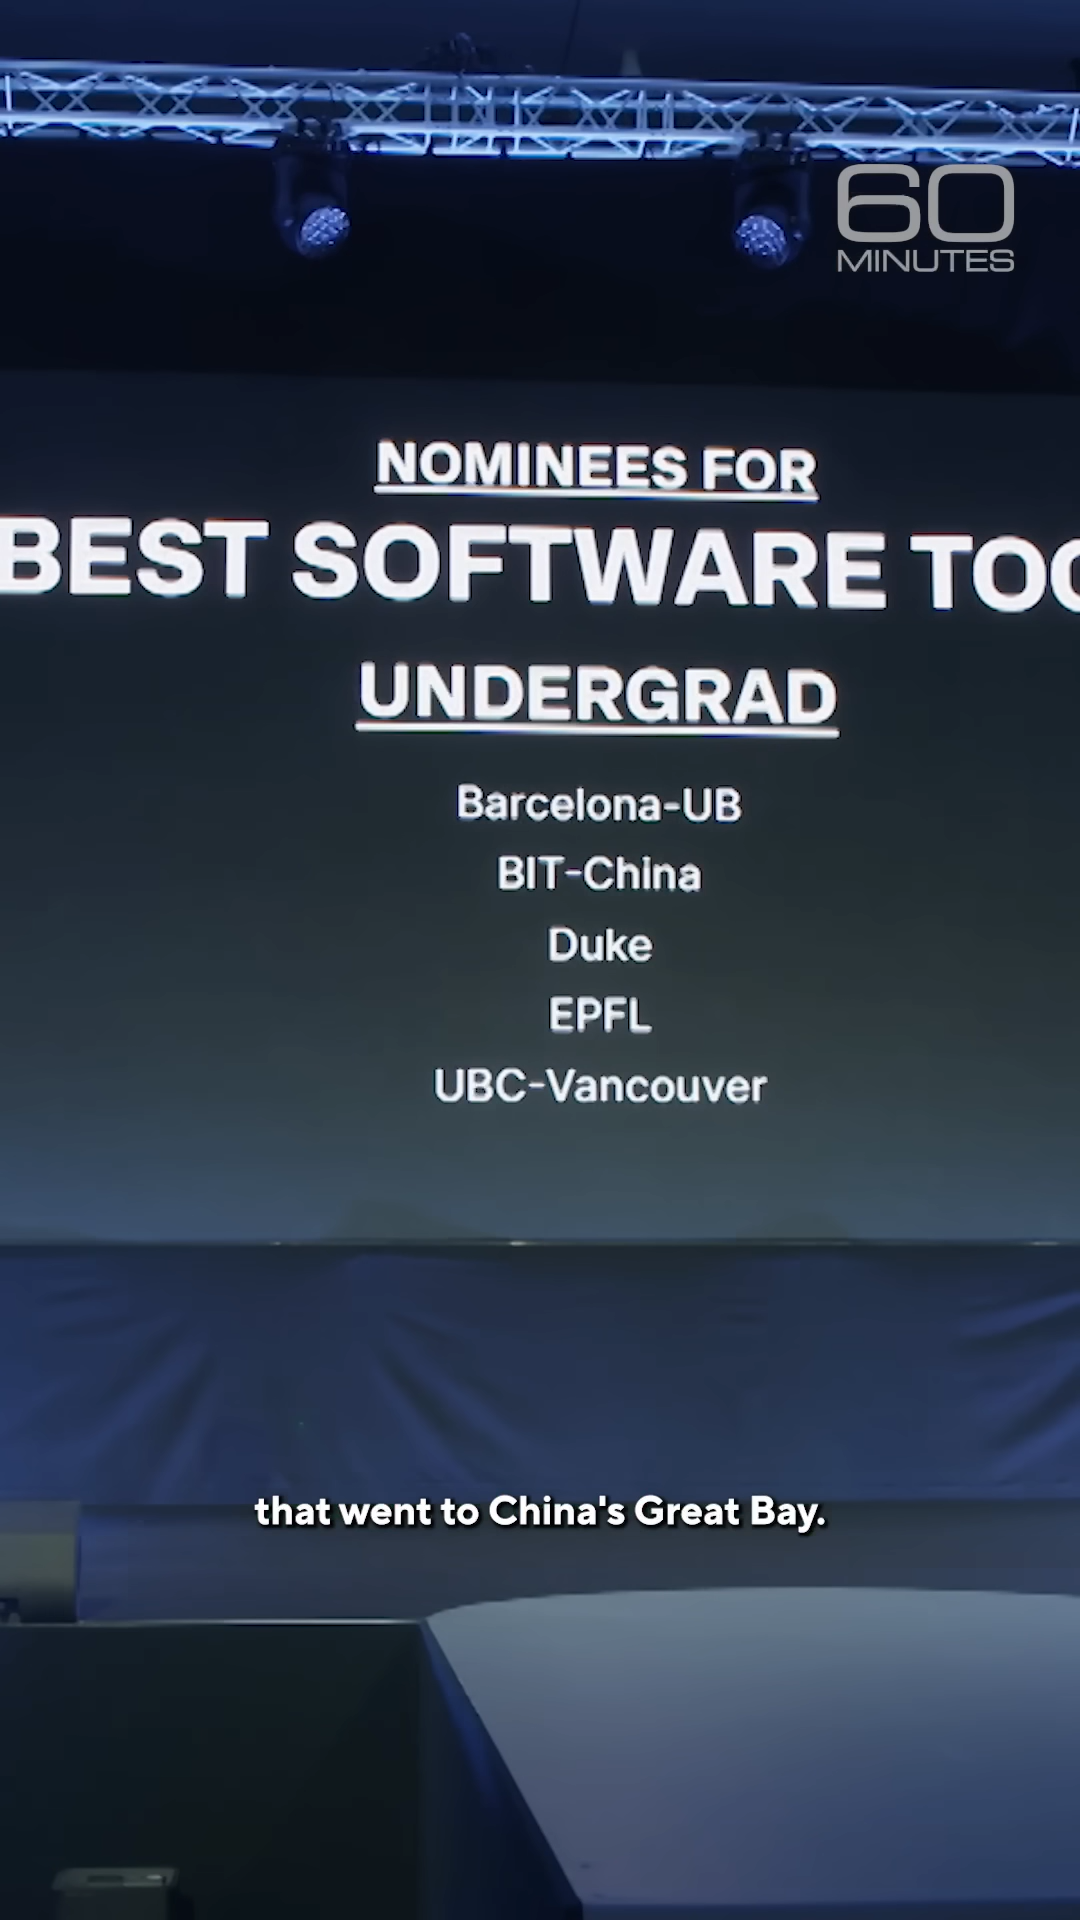 60
MINUTES
NOMINEES FOR
BEST SOFTWARE TOO
UNDERGRAD
Barcelona-UB
BIT-China
Duke
EPFL
UBC-Vancouver
that went to China's Great Bay.